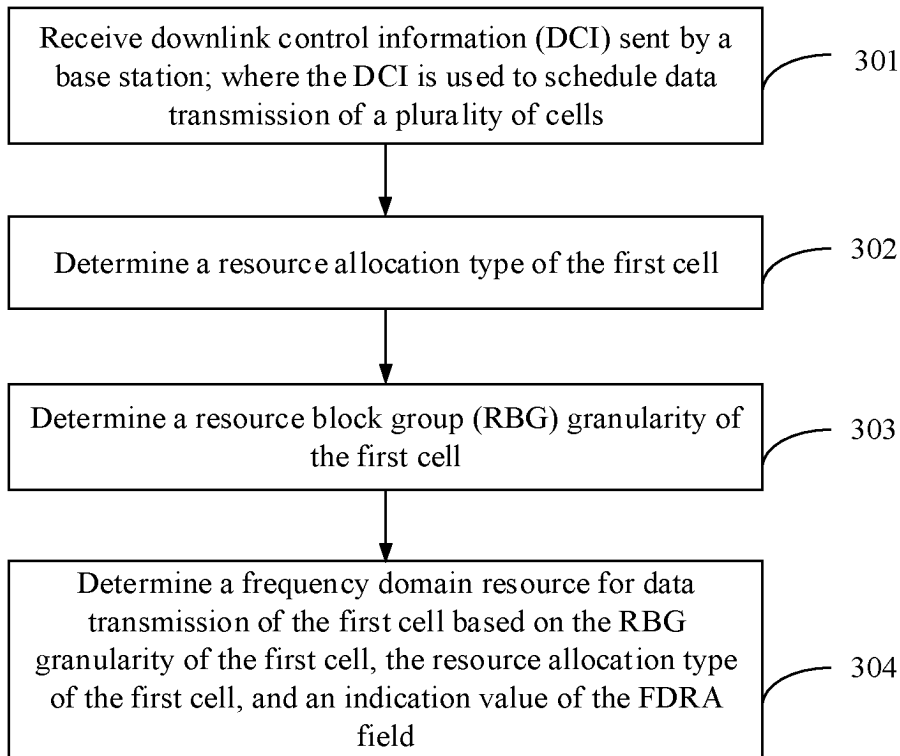 Receive downlink control information (DCI) sent by a
base station; where the DCI is used to schedule data
transmission of a plurality of cells
301
Determine a resource allocation type of the first cell
302
Determine a resource block group (RBG) granularity of
the first cell
303
Determine a frequency domain resource for data
transmission of the first cell based on the RBG
granularity of the first cell, the resource allocation type
of the first cell, and an indication value of the FDRA
field
304